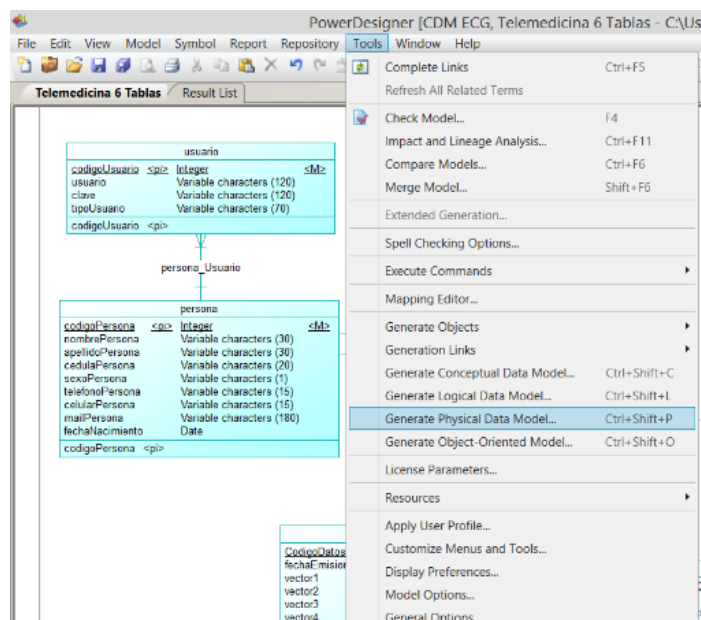 PowerDesigner [CDM ECG, Telemedicina 6 Tablas - C:\Us
File Edit View Model Symbol Report Repository Tools Window Help
Telemedicina 6 Tablas Result List
usuario
codigoUsuario <pi> Integer <M>
usuario Variable characters (120)
clave Variable characters (120)
tipoUsuario Variable characters (70)
codigoUsuario <pi>
persona_Usuario
persona
codigoPersona <pi> Integer <M>
nombrePersona Variable characters (30)
apellidoPersona Variable characters (30)
cedulaPersona Variable characters (20)
sexoPersona Variable characters (1)
telefonoPersona Variable characters (15)
celularPersona Variable characters (15)
mailPersona Variable characters (180)
fechaNacimiento Date
codigoPersona <pi>
CodigoDatos
fechaEmision
vector1
vector2
vector3
vector4
Complete Links Ctrl+F5
Refresh All Related Terms
Check Model... F4
Impact and Lineage Analysis... Ctrl+F11
Compare Models... Ctrl+F6
Merge Model... Shift+F6
Extended Generation...
Spell Checking Options...
Execute Commands
Mapping Editor...
Generate Objects
Generation Links
Generate Conceptual Data Model... Ctrl+Shift+C
Generate Logical Data Model... Ctrl+Shift+L
Generate Physical Data Model... Ctrl+Shift+P
Generate Object-Oriented Model... Ctrl+Shift+O
License Parameters...
Resources
Apply User Profile...
Customize Menus and Tools...
Display Preferences...
Model Options...
General Options